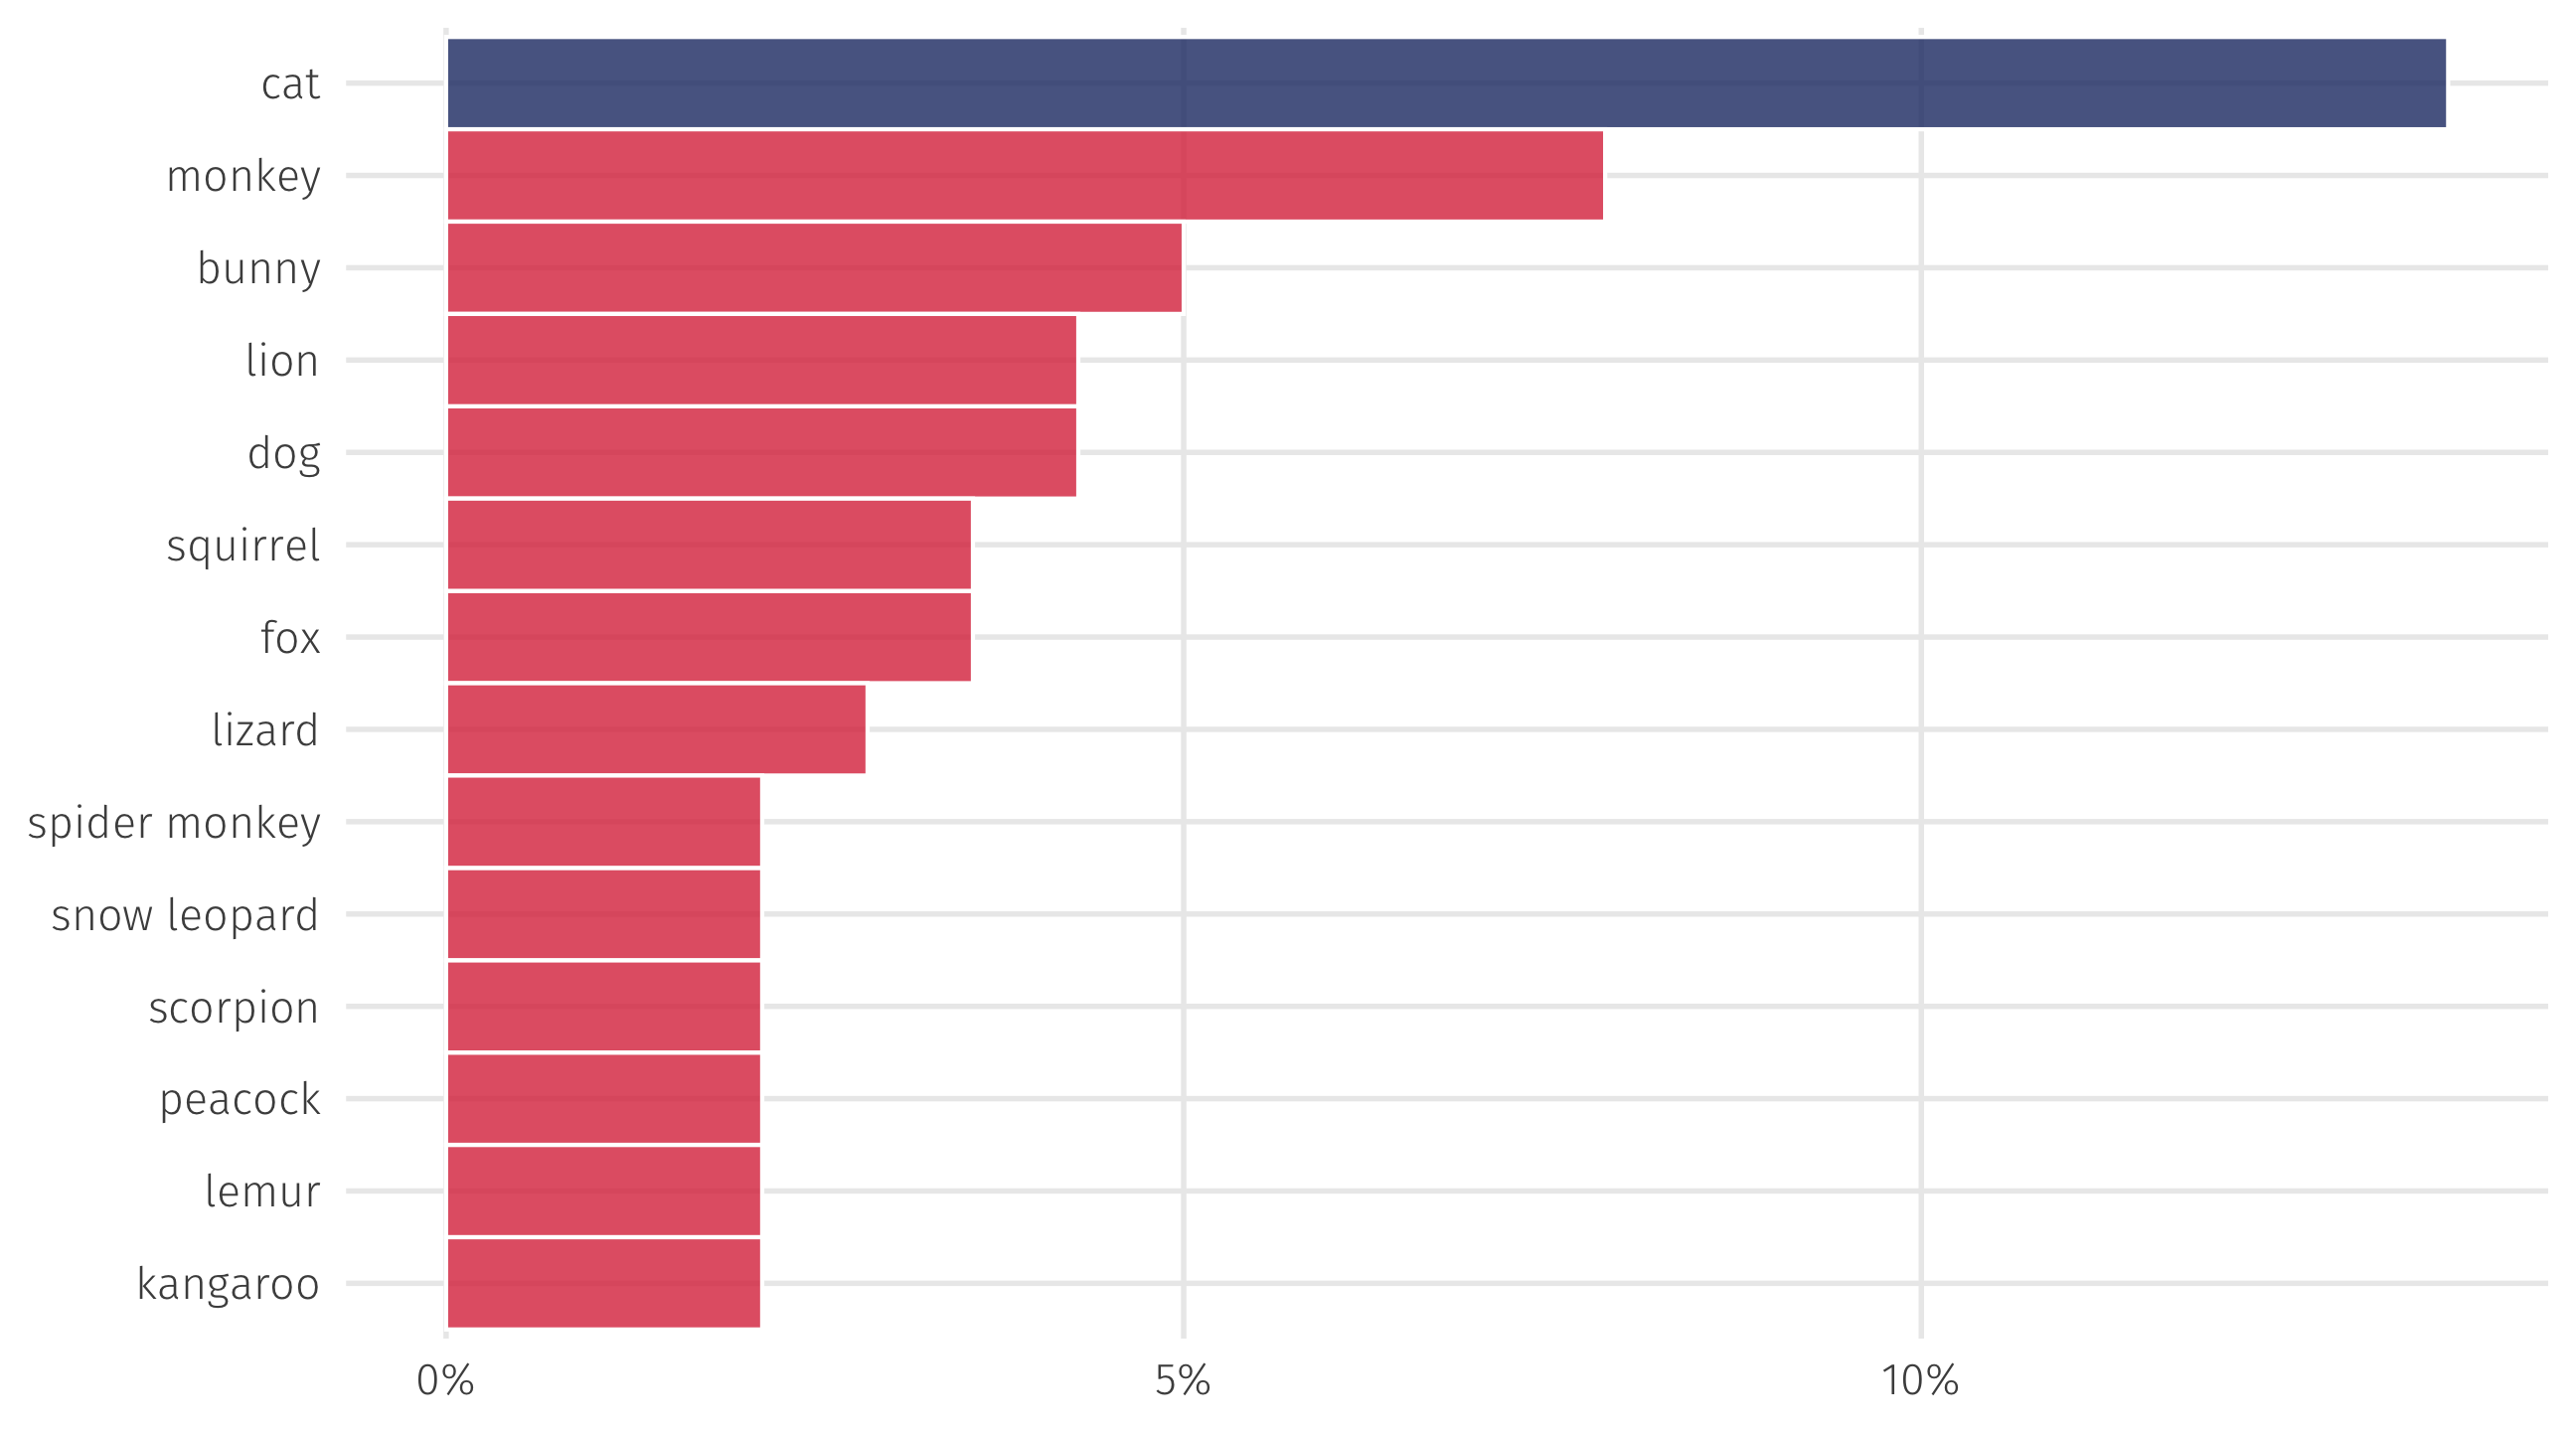 cat
monkey
bunny
lion
dog
squirrel
fox
lizard
spider monkey
snow leopard
scorpion
peacock
lemur
kangaroo
0% 5% 10%